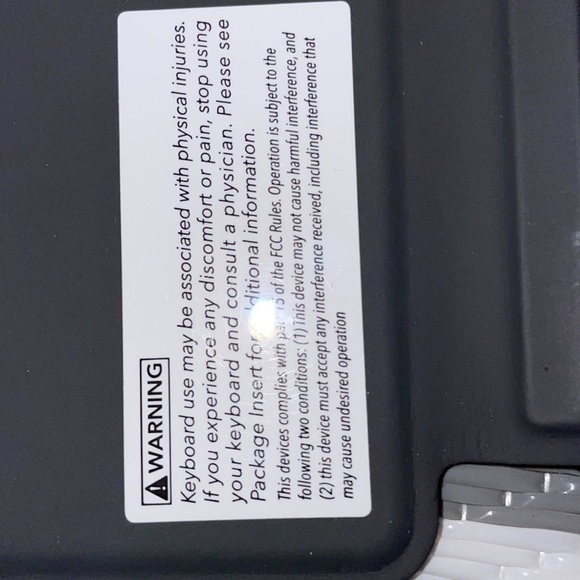 WARNING
Keyboard use may be associated with physical injuries.
If you experience any discomfort or pain, stop using
your keyboard and consult a physician. Please see
Package Insert for additional information.
This devices complies with part 15 of the FCC Rules. Operation is subject to the
following two conditions: (1)This device may not cause harmful interference, and
(2) this device must accept any interference received, including interference that
may cause undesired operation